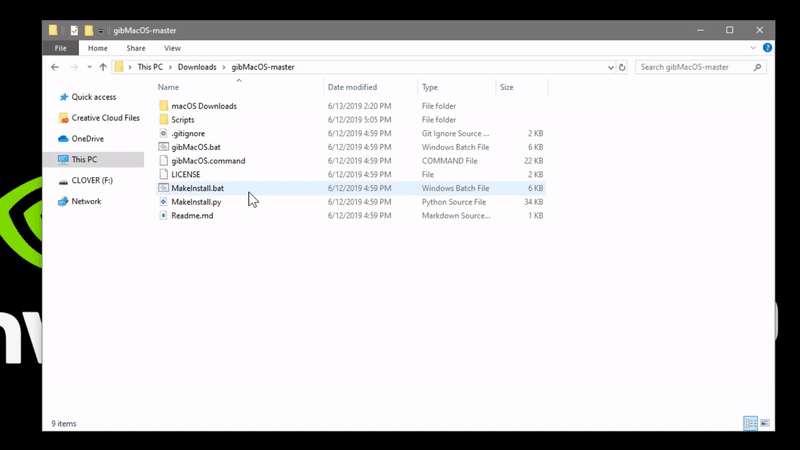 gibMacOS-master
File Home Share View
This PC > Downloads > gibMacOS-master
Search gibMacOS-master
Name Date modified Type Size
Quick access
Creative Cloud Files
OneDrive
This PC
CLOVER (F:)
Network
macOS Downloads 6/13/2019 2:20 PM File folder
Scripts 6/12/2019 5:05 PM File folder
.gitignore 6/12/2019 4:59 PM Git Ignore Source ... 2 KB
gibMacOS.bat 6/12/2019 4:59 PM Windows Batch File 6 KB
gibMacOS.command 6/12/2019 4:59 PM COMMAND File 22 KB
LICENSE 6/12/2019 4:59 PM File 2 KB
MakeInstall.bat 6/12/2019 4:59 PM Windows Batch File 6 KB
MakeInstall.py 6/12/2019 4:59 PM Python Source File 34 KB
Readme.md 6/12/2019 4:59 PM Markdown Source... 1 KB
9 items